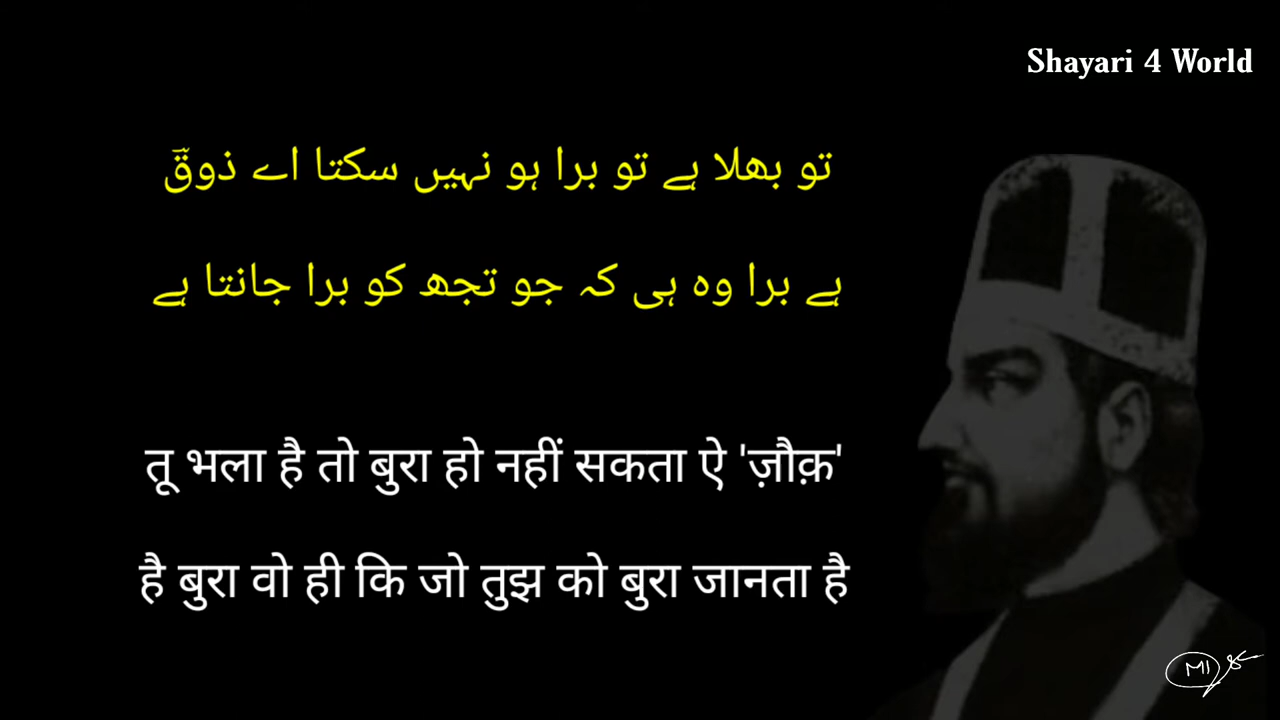 Shayari 4 World
تو بھلا ہے تو برا ہو نہیں سکتا اے ذوقؔ
ہے برا وہ ہی کہ جو تجھ کو برا جانتا ہے
तू भला है तो बुरा हो नहीं सकता ऐ 'ज़ौक़'
है बुरा वो ही कि जो तुझ को बुरा जानता है
MI